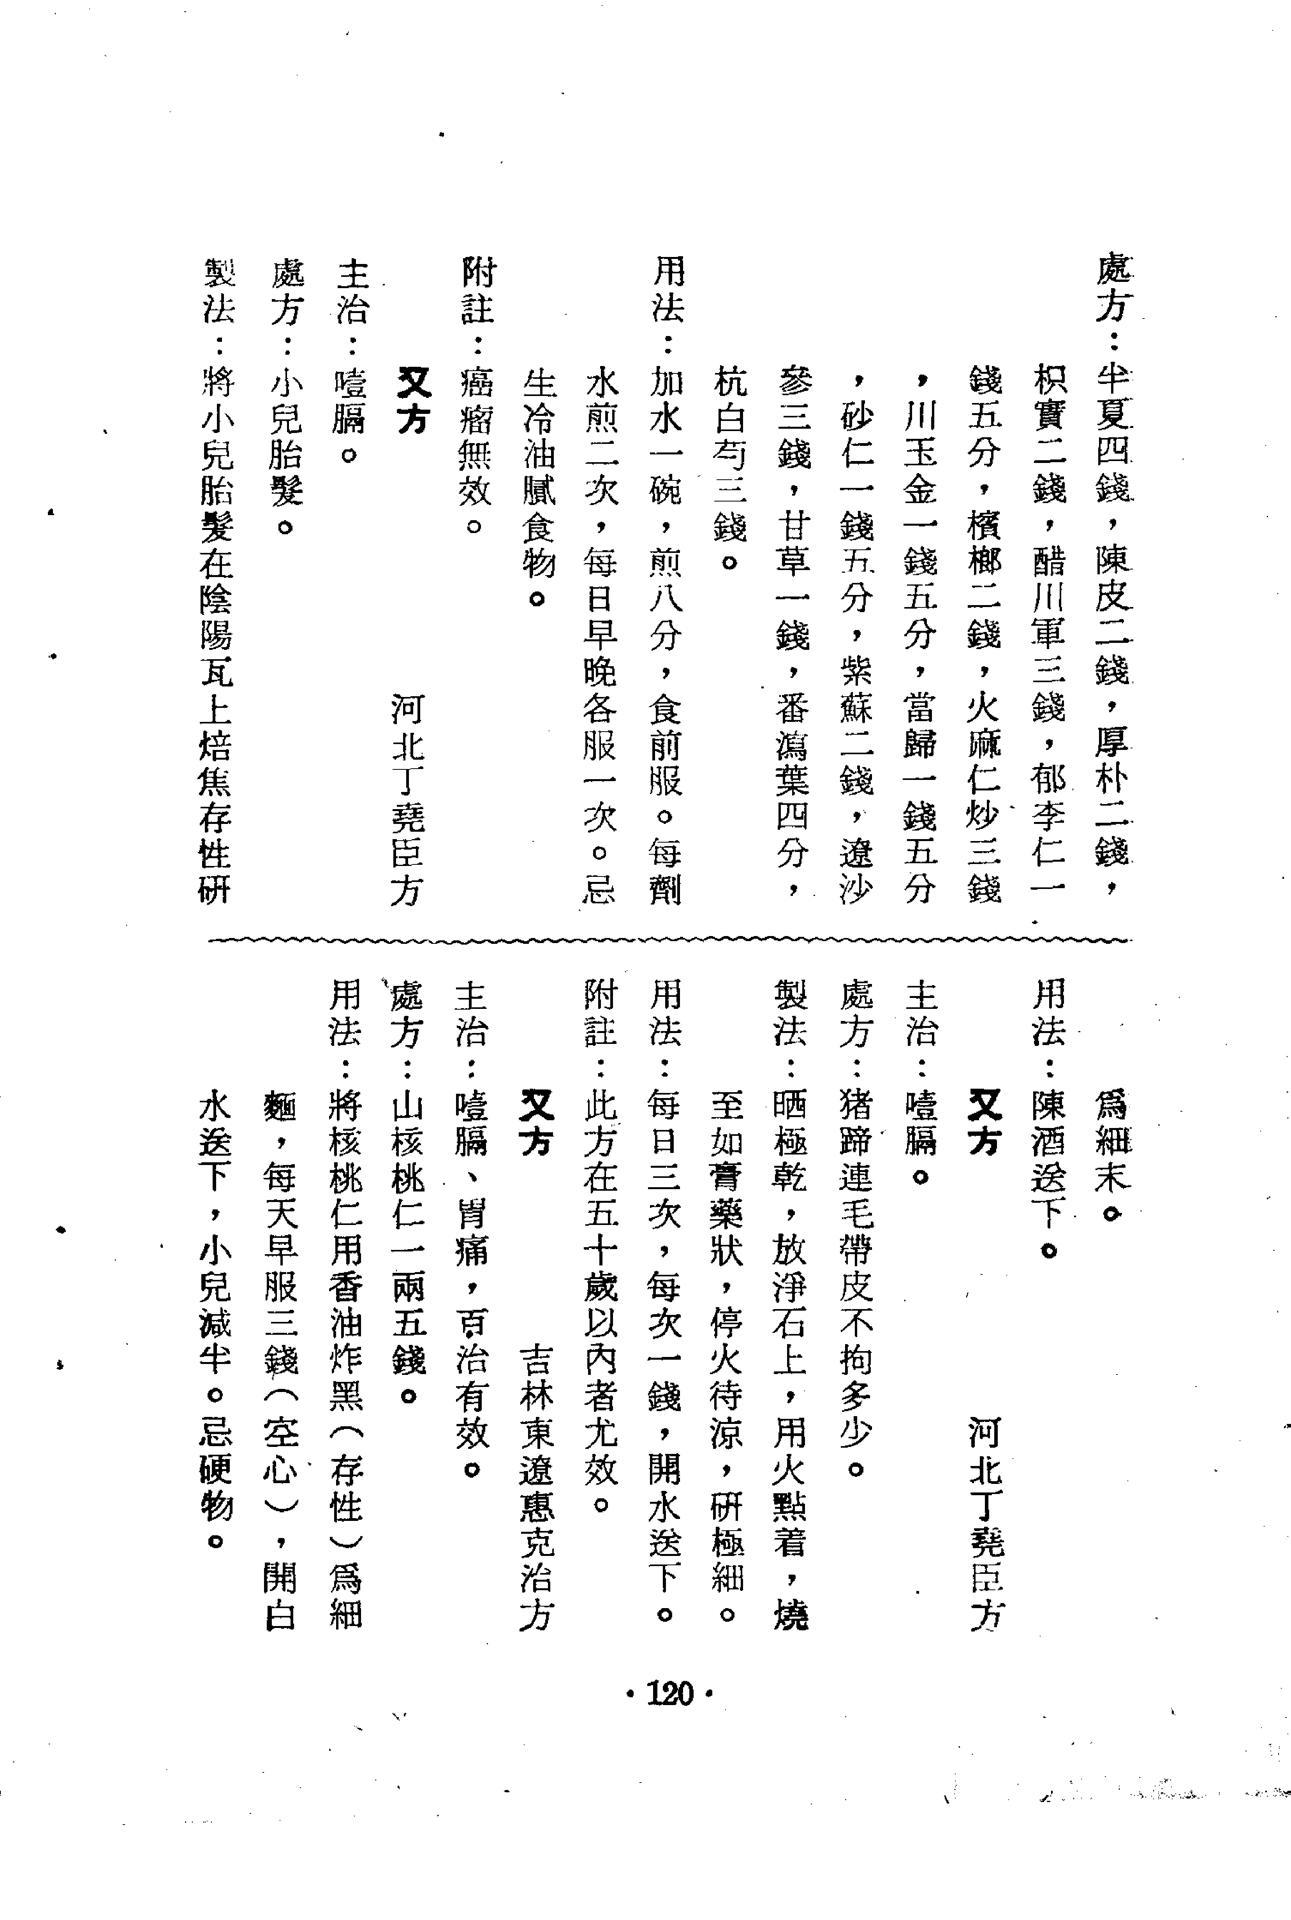 處方：半夏四錢，陳皮二錢，厚朴二錢，
枳實二錢，醋川軍三錢，郁李仁一
錢五分，檳榔二錢，火麻仁炒三錢
，川玉金一錢五分，當歸一錢五分
，砂仁一錢五分，紫蘇二錢，遼沙
參三錢，甘草一錢，番瀉葉四分，
杭白芍三錢。
用法：加水一碗，煎八分，食前服。每劑
水煎二次，每日早晚各服一次。忌
生冷油膩食物。
附註：癌瘤無效。
又方 河北丁堯臣方
主治：噎膈。
處方：小兒胎髮。
製法：將小兒胎髮在陰陽瓦上焙焦存性研
爲細末。
用法：陳酒送下。
又方 河北丁堯臣方
主治：噎膈。
處方：猪蹄連毛帶皮不拘多少。
製法：晒極乾，放淨石上，用火點着，燒
至如膏藥狀，停火待涼，研極細。
用法：每日三次，每次一錢，開水送下。
附註：此方在五十歲以內者尤效。
又方 吉林東遼惠克治方
主治：噎膈、胃痛，百治有效。
處方：山核桃仁一兩五錢。
用法：將核桃仁用香油炸黑（存性）爲細
麵，每天早服三錢（空心），開白
水送下，小兒減半。忌硬物。
·120·